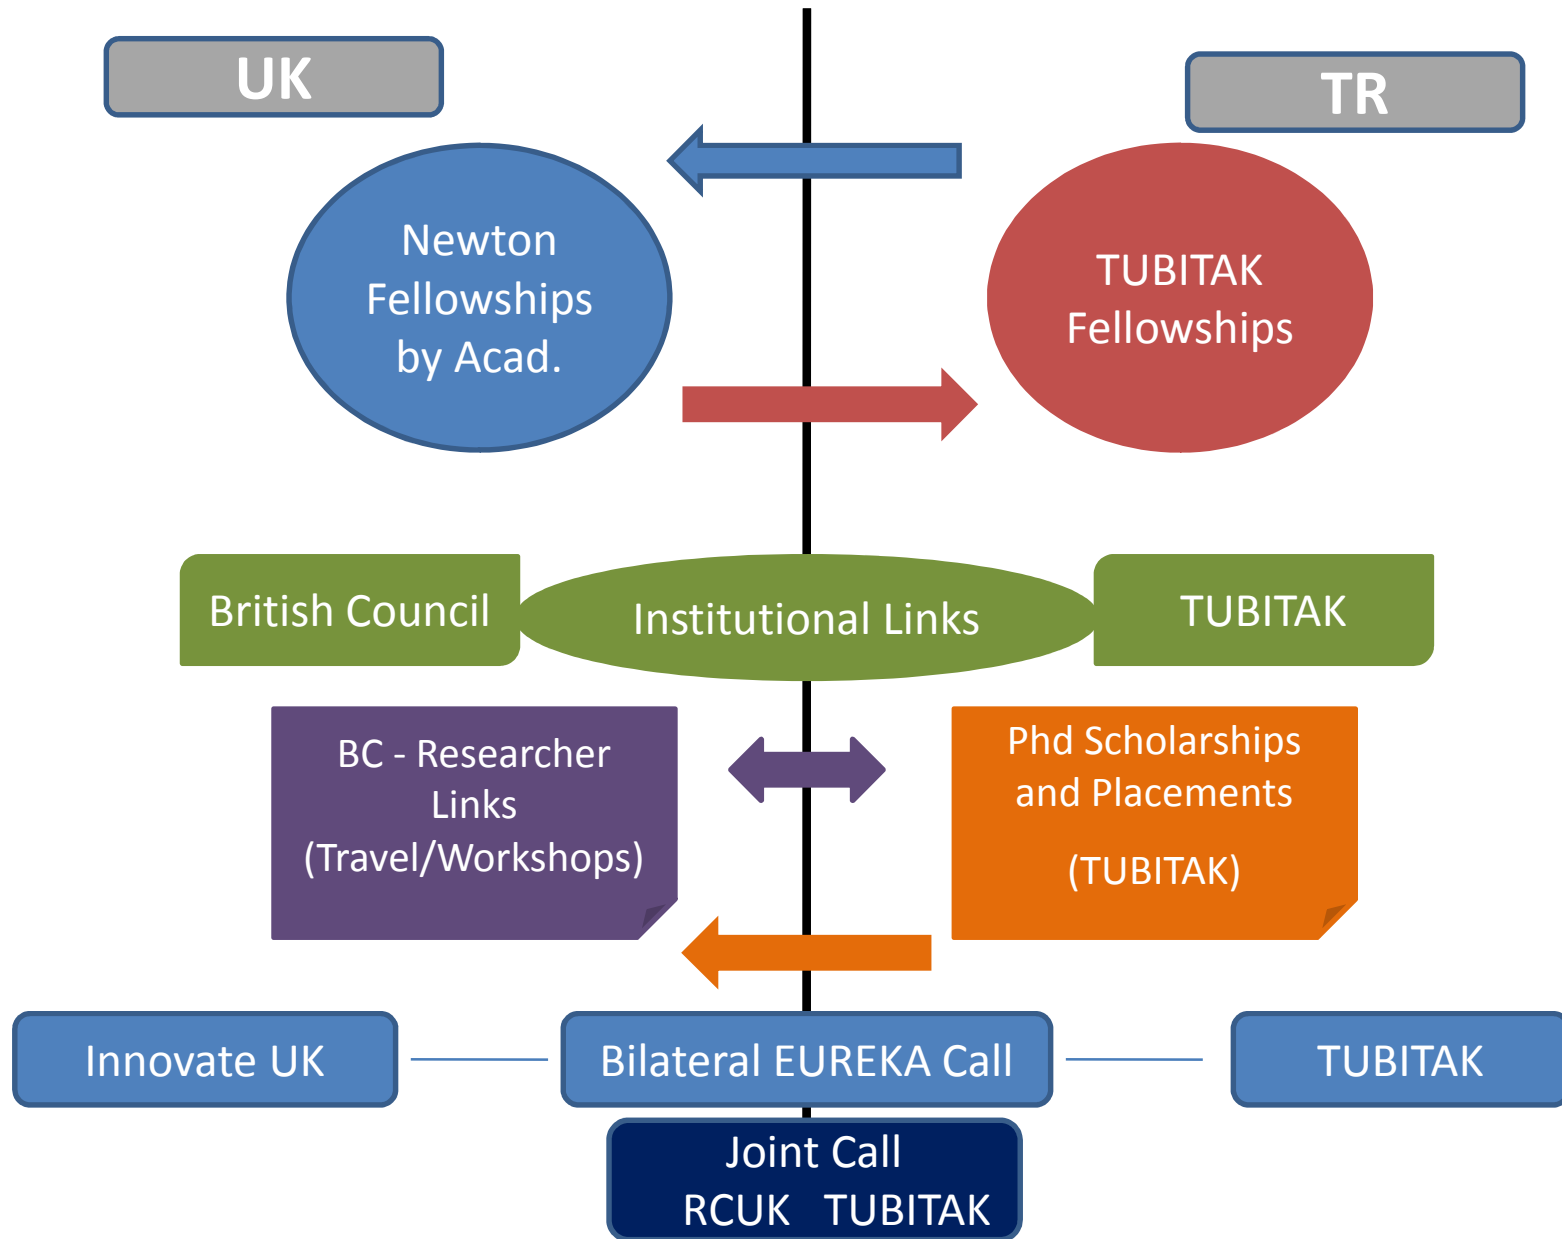 UK
TR
Newton
Fellowships
by Acad.
TUBITAK
Fellowships
British Council
Institutional Links
TUBITAK
BC - Researcher
Links
(Travel/Workshops)
Phd Scholarships
and Placements
(TUBITAK)
Innovate UK
Bilateral EUREKA Call
TUBITAK
Joint Call
RCUK TUBITAK